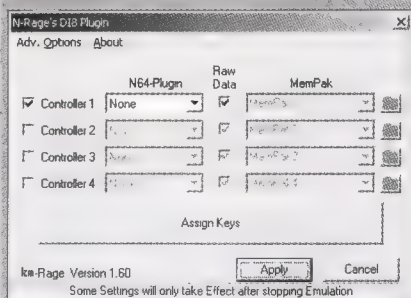 N-Rage's DI8 Plugin
Adv. Options About
N64-Plugin Raw Data MemPak
Controller 1 None
Controller 2
Controller 3
Controller 4
Assign Keys
-Rage Version 1.60 Apply Cancel
Some Settings will only take Effect after stopping Emulation